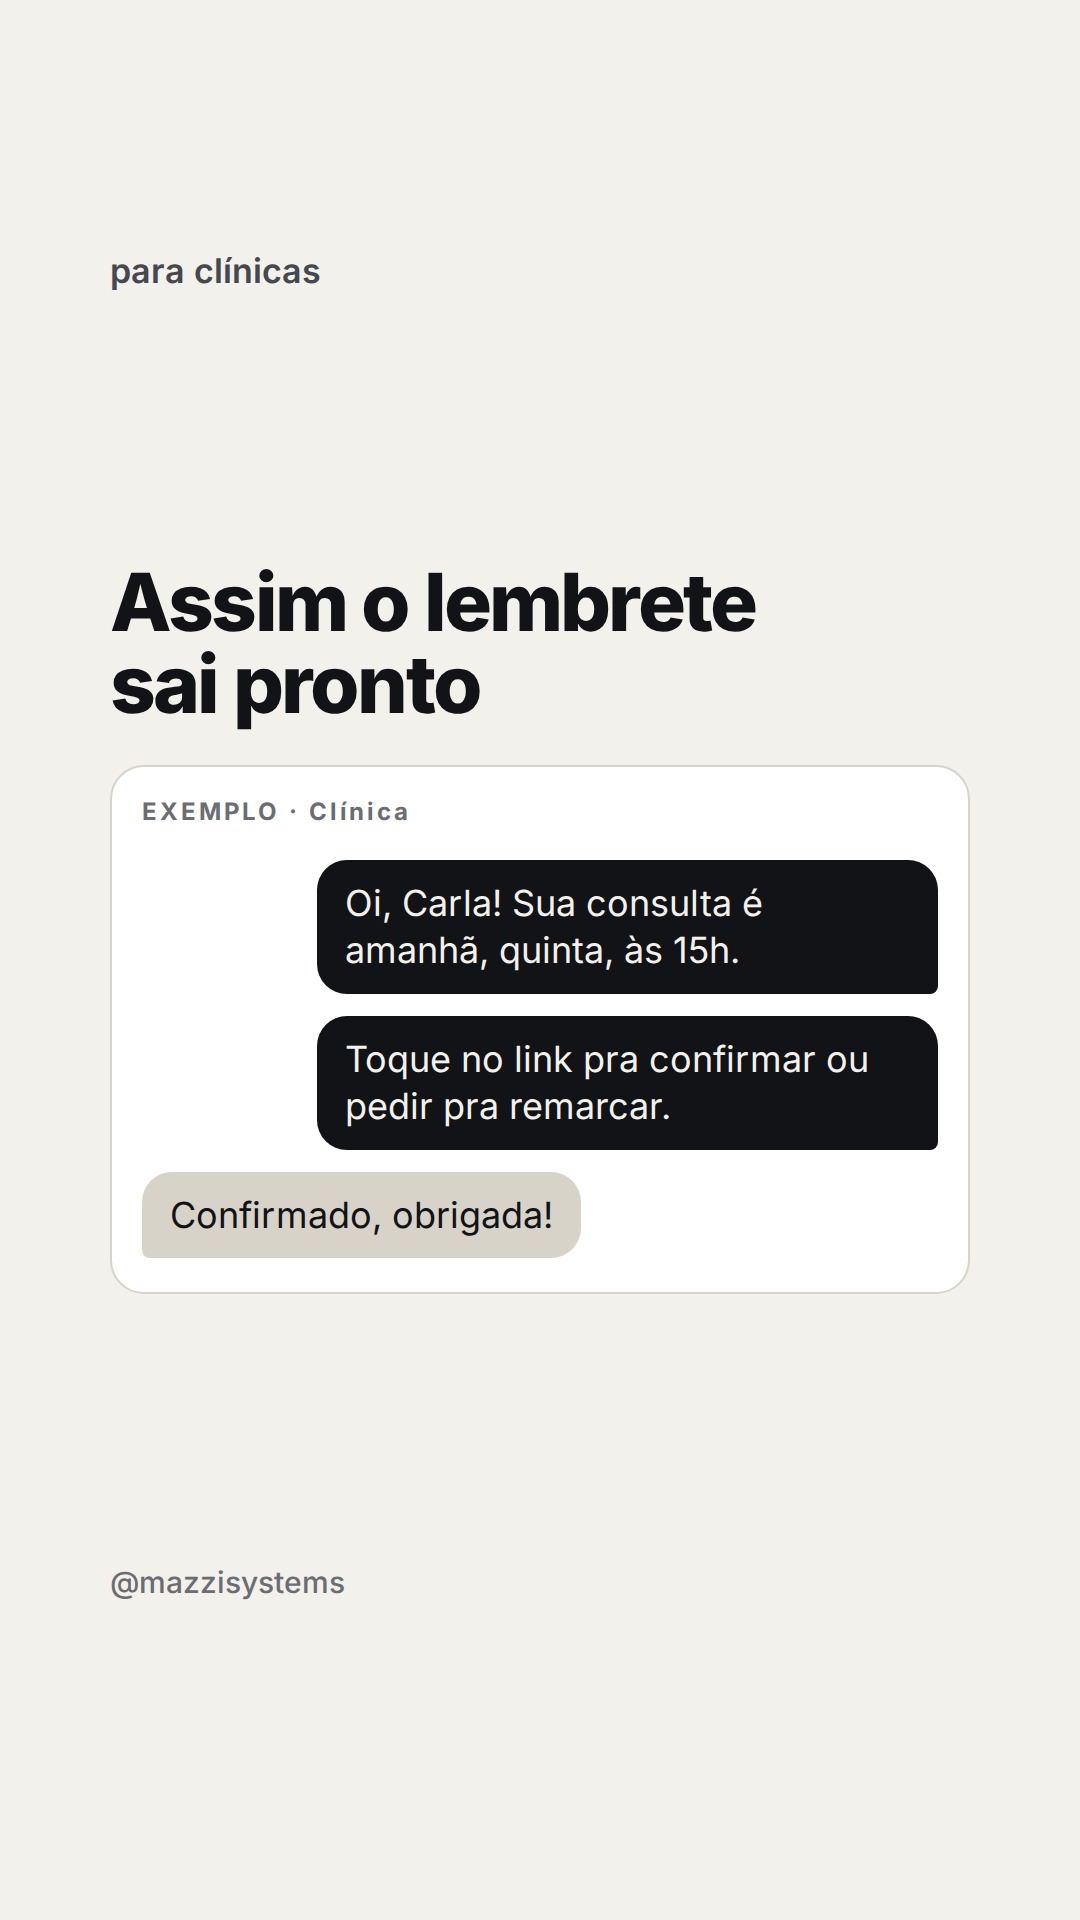 para clínicas
Assim o lembrete
sai pronto
EXEMPLO · Clínica
Oi, Carla! Sua consulta é
amanhã, quinta, às 15h.
Toque no link pra confirmar ou
pedir pra remarcar.
Confirmado, obrigada!
@mazzisystems